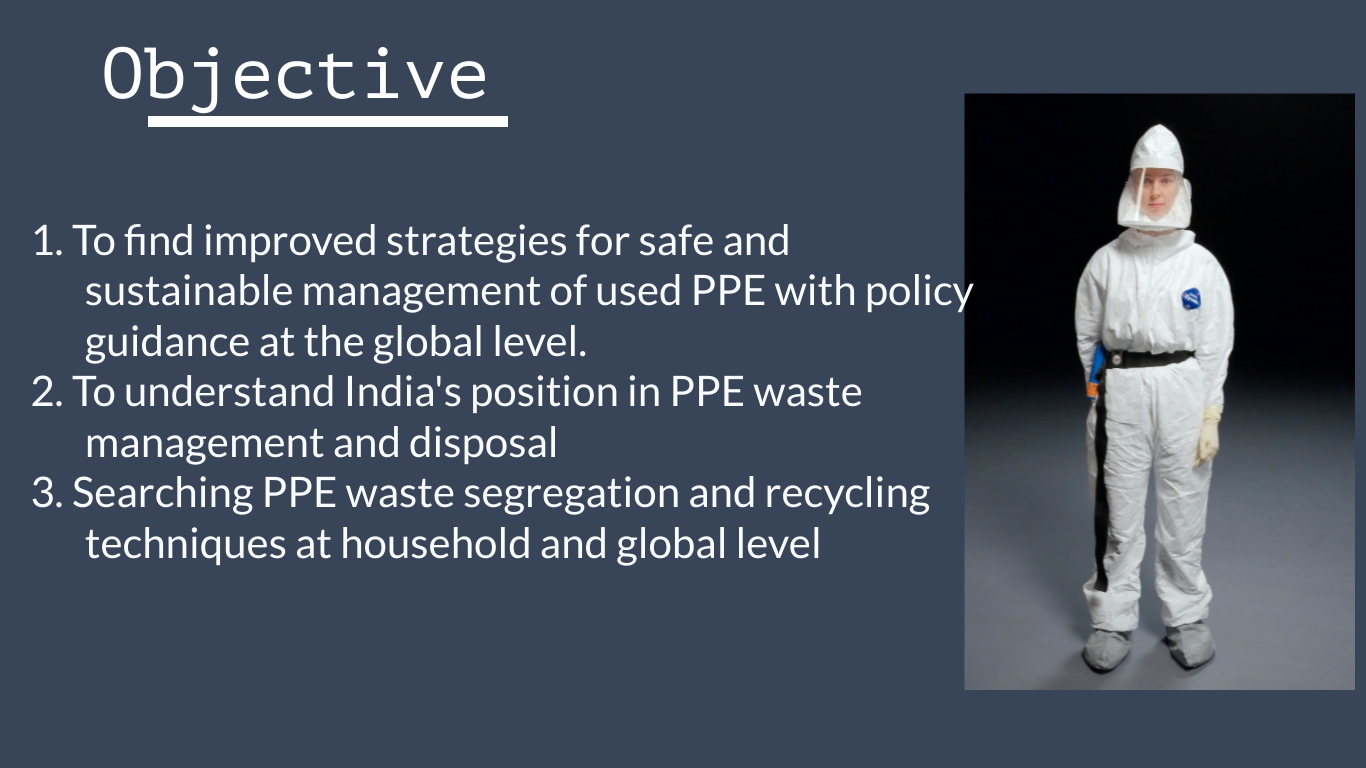 Objective
1. To find improved strategies for safe and
sustainable management of used PPE with policy
guidance at the global level.
2. To understand India's position in PPE waste
management and disposal
3. Searching PPE waste segregation and recycling
techniques at household and global level